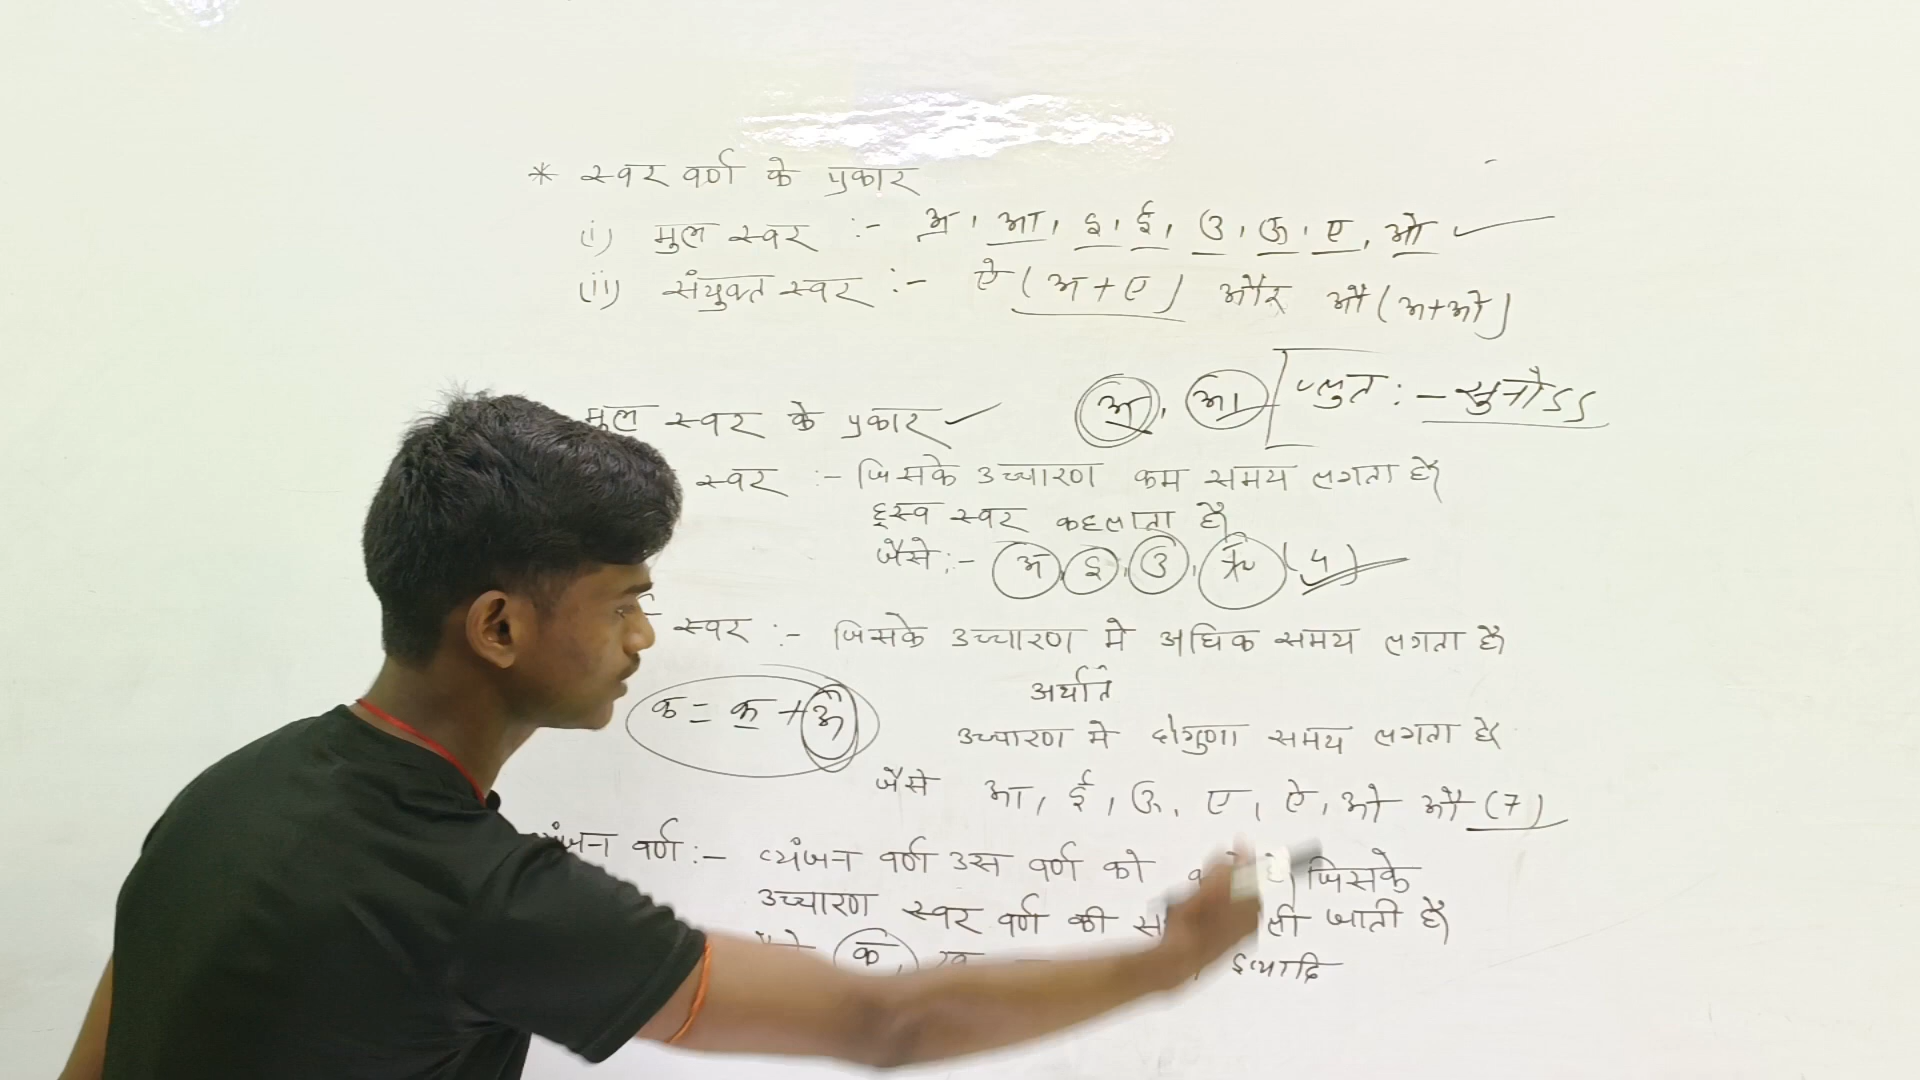 * स्वर वर्ण के प्रकार
(i) मुल स्वर :- अ, आ, इ, ई, उ, ऊ, ए, ओ
(ii) संयुक्त स्वर :- ऐ (अ+ए) और औ (अ+ओ)
मुल स्वर के प्रकार अ, आ प्लुत :- सुनोऽऽ
स्वर :- जिसके उच्चारण कम समय लगता है
ह्रस्व स्वर कहलाता है
जैसे :- अ, इ, उ, ऋ (4)
स्वर :- जिसके उच्चारण मे अधिक समय लगता है
अर्थात
क = क + अ उच्चारण मे दोगुणा समय लगता है
जैसे आ, ई, ऊ, ए, ऐ, ओ औ (7)
वर्ण :- व्यंजन वर्ण उस वर्ण को है जिसके
उच्चारण स्वर वर्ण की ली जाती है
क, ख इत्यादि